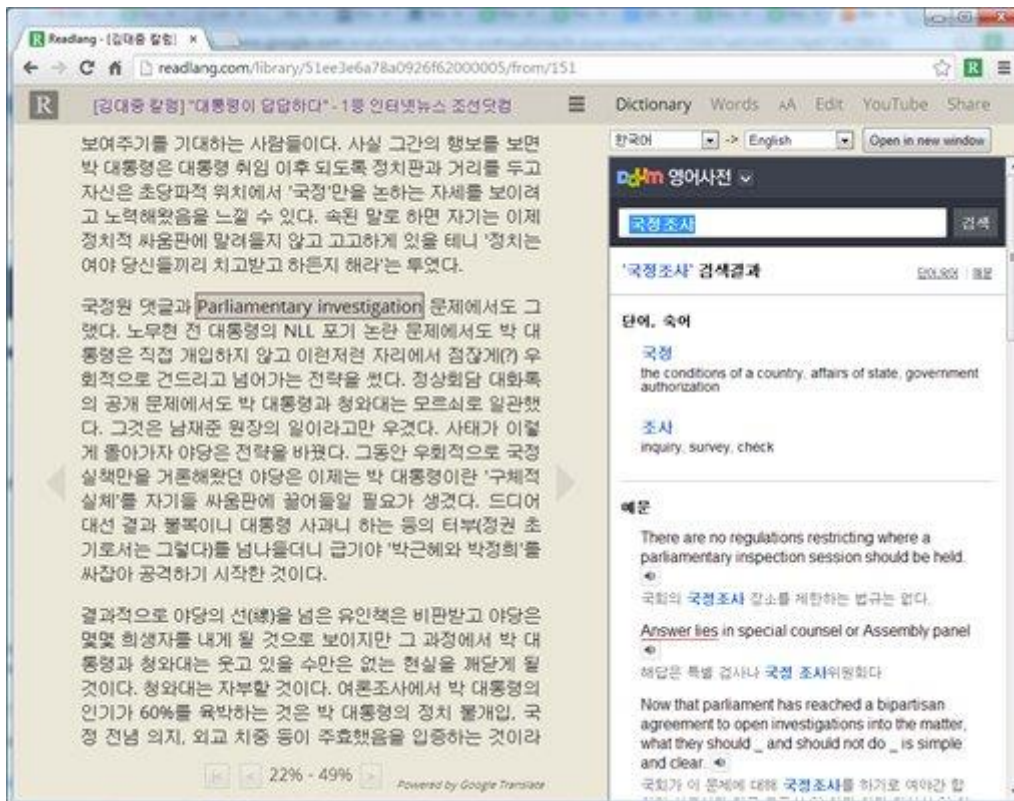 Readlang - [김대중 칼럼]
readlang.com/library/51ee3e6a78a0926f62000005/from/151
R [김대중 칼럼] "대통령이 답답하다" - 1등 인터넷뉴스 조선닷컴
Dictionary Words AA Edit YouTube Share
보여주기를 기대하는 사람들이다. 사실 그간의 행보를 보면
박 대통령은 대통령 취임 이후 되도록 정치판과 거리를 두고
자신은 초당파적 위치에서 '국정'만을 논하는 자세를 보이려
고 노력해왔음을 느낄 수 있다. 속된 말로 하면 자기는 이제
정치적 싸움판에 말려들지 않고 고고하게 있을 테니 '정치는
여야 당신들끼리 치고받고 하든지 해라'는 투였다.
국정원 댓글과 Parliamentary investigation 문제에서도 그
랬다. 노무현 전 대통령의 NLL 포기 논란 문제에서도 박 대
통령은 직접 개입하지 않고 이런저런 자리에서 점잖게(?) 우
회적으로 건드리고 넘어가는 전략을 썼다. 정상회담 대화록
의 공개 문제에서도 박 대통령과 청와대는 모르쇠로 일관했
다. 그것은 남재준 원장의 일이라고만 우겼다. 사태가 이렇
게 돌아가자 야당은 전략을 바꿨다. 그동안 우회적으로 국정
실책만을 거론해왔던 야당은 이제는 박 대통령이란 '구체적
실체'를 자기들 싸움판에 끌어들일 필요가 생겼다. 드디어
대선 결과 불복이니 대통령 사과니 하는 등의 터부(정권 초
기로서는 그렇다)를 넘나들더니 급기야 '박근혜와 박정희'를
싸잡아 공격하기 시작한 것이다.
결과적으로 야당의 선(線)을 넘은 유인책은 비판받고 야당은
몇몇 희생자를 내게 될 것으로 보이지만 그 과정에서 박 대
통령과 청와대는 웃고 있을 수만은 없는 현실을 깨닫게 될
것이다. 청와대는 자부할 것이다. 여론조사에서 박 대통령의
인기가 60%를 육박하는 것은 박 대통령의 정치 불개입, 국
정 전념 의지, 외교 치중 등이 주효했음을 입증하는 것이라
22% - 49%
Powered by Google Translate
한국어 -> English Open in new window
Daum 영어사전
국정조사 검색
'국정조사' 검색결과 단어,숙어 | 예문
단어, 숙어
국정
the conditions of a country, affairs of state, government
authorization
조사
inquiry, survey, check
예문
There are no regulations restricting where a
parliamentary inspection session should be held.
국회의 국정조사 장소를 제한하는 법규는 없다.
Answer lies in special counsel or Assembly panel
해답은 특별 검사나 국정 조사위원회다
Now that parliament has reached a bipartisan
agreement to open investigations into the matter,
what they should _ and should not do _ is simple
and clear.
국회가 이 문제에 대해 국정조사를 하기로 여야간 합